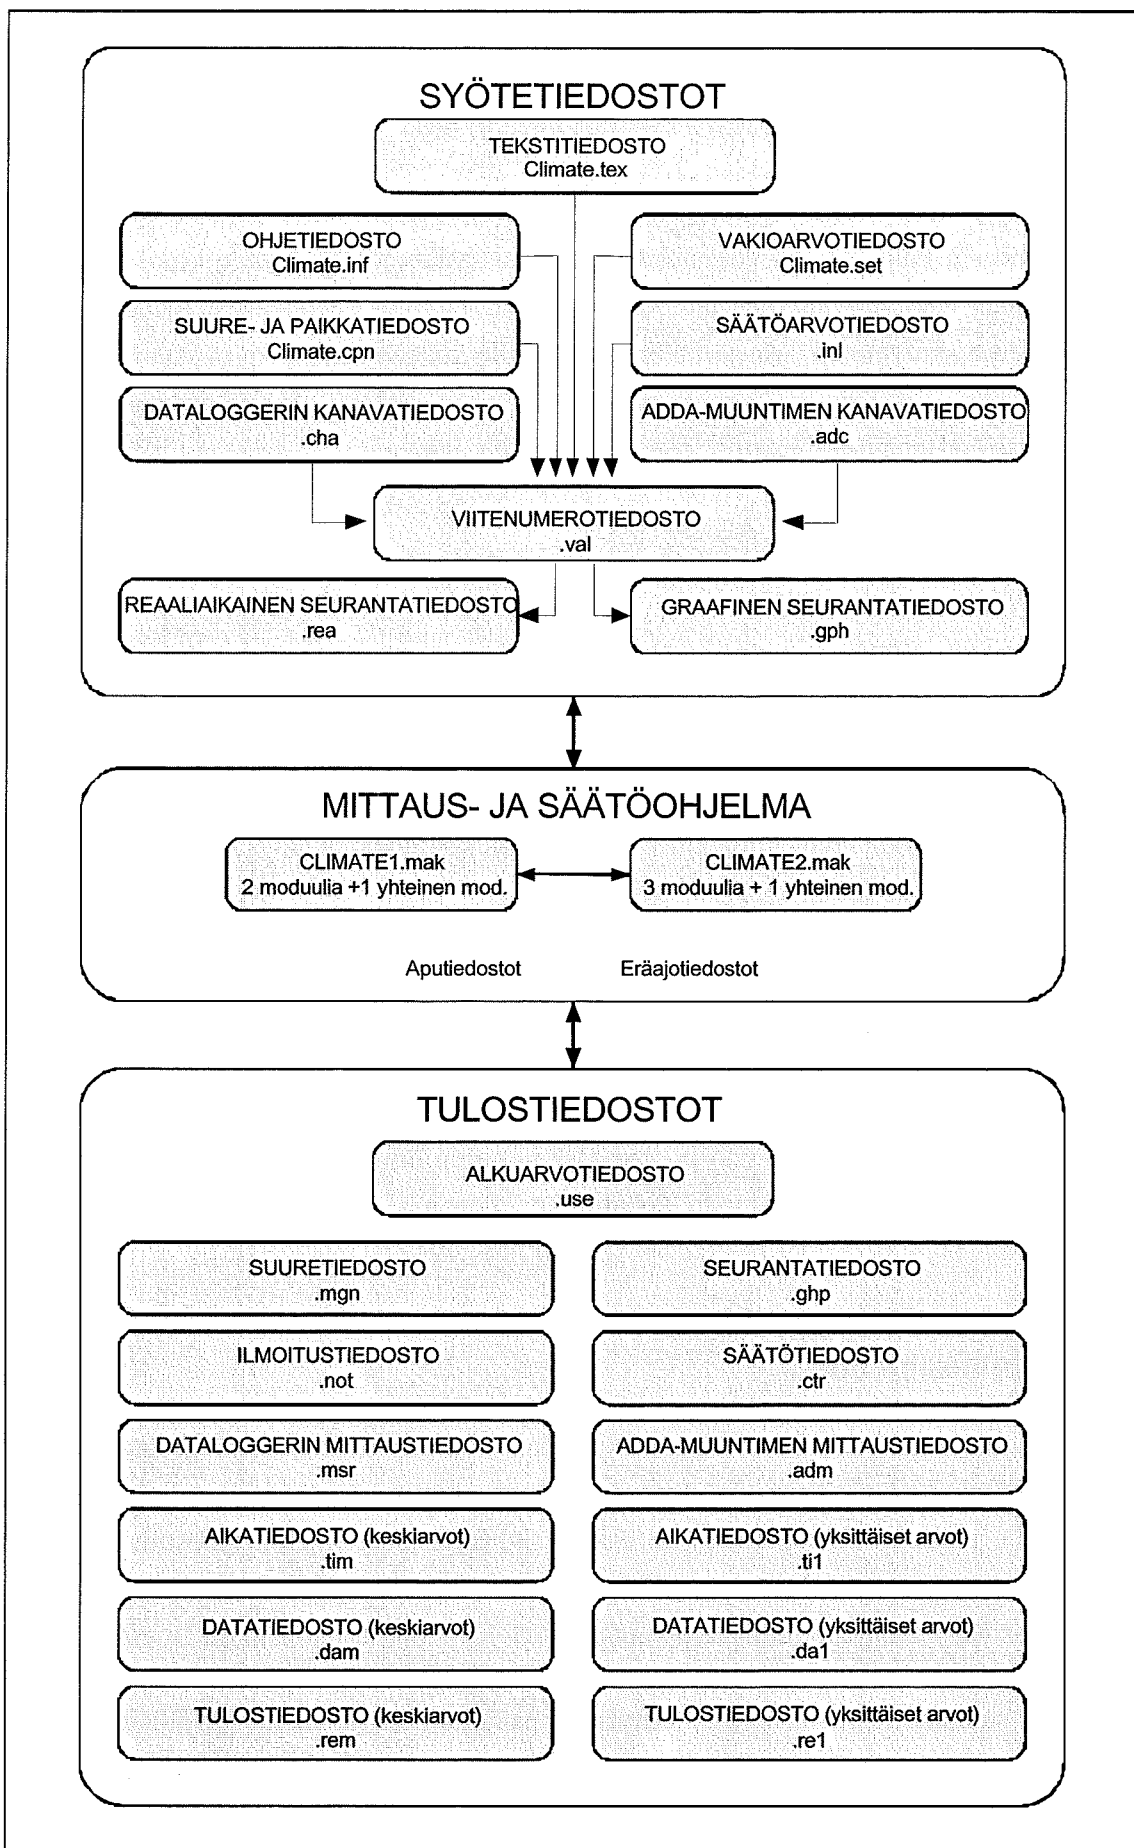 SYÖTETIEDOSTOT
TEKSTITIEDOSTO
Climate.tex
OHJETIEDOSTO
Climate.inf
VAKIOARVOTIEDOSTO
Climate.set
SUURE- JA PAIKKATIEDOSTO
Climate.cpn
SÄÄTÖARVOTIEDOSTO
.inl
DATALOGGERIN KANAVATIEDOSTO
.cha
ADDA-MUUNTIMEN KANAVATIEDOSTO
.adc
VIITENUMEROTIEDOSTO
.val
REAALIAIKAINEN SEURANTATIEDOSTO
.rea
GRAAFINEN SEURANTATIEDOSTO
.gph
MITTAUS- JA SÄÄTÖOHJELMA
CLIMATE1.mak
2 moduulia +1 yhteinen mod.
CLIMATE2.mak
3 moduulia + 1 yhteinen mod.
Aputiedostot
Eräajotiedostot
TULOSTIEDOSTOT
ALKUARVOTIEDOSTO
.use
SUURETIEDOSTO
.mgn
SEURANTATIEDOSTO
.ghp
ILMOITUSTIEDOSTO
.not
SÄÄTÖTIEDOSTO
.ctr
DATALOGGERIN MITTAUSTIEDOSTO
.msr
ADDA-MUUNTIMEN MITTAUSTIEDOSTO
.adm
AIKATIEDOSTO (keskiarvot)
.tim
AIKATIEDOSTO (yksittäiset arvot)
.ti1
DATATIEDOSTO (keskiarvot)
.dam
DATATIEDOSTO (yksittäiset arvot)
.da1
TULOSTIEDOSTO (keskiarvot)
.rem
TULOSTIEDOSTO (yksittäiset arvot)
.re1